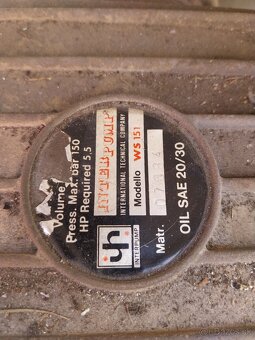 INTERPUMP
INTERPUMP
INTERNATIONAL TECHNICAL COMPANY
Modello WS 151
Matr.
OIL SAE 20/30
Volume
Press. Max. bar 150
HP Required 5,5